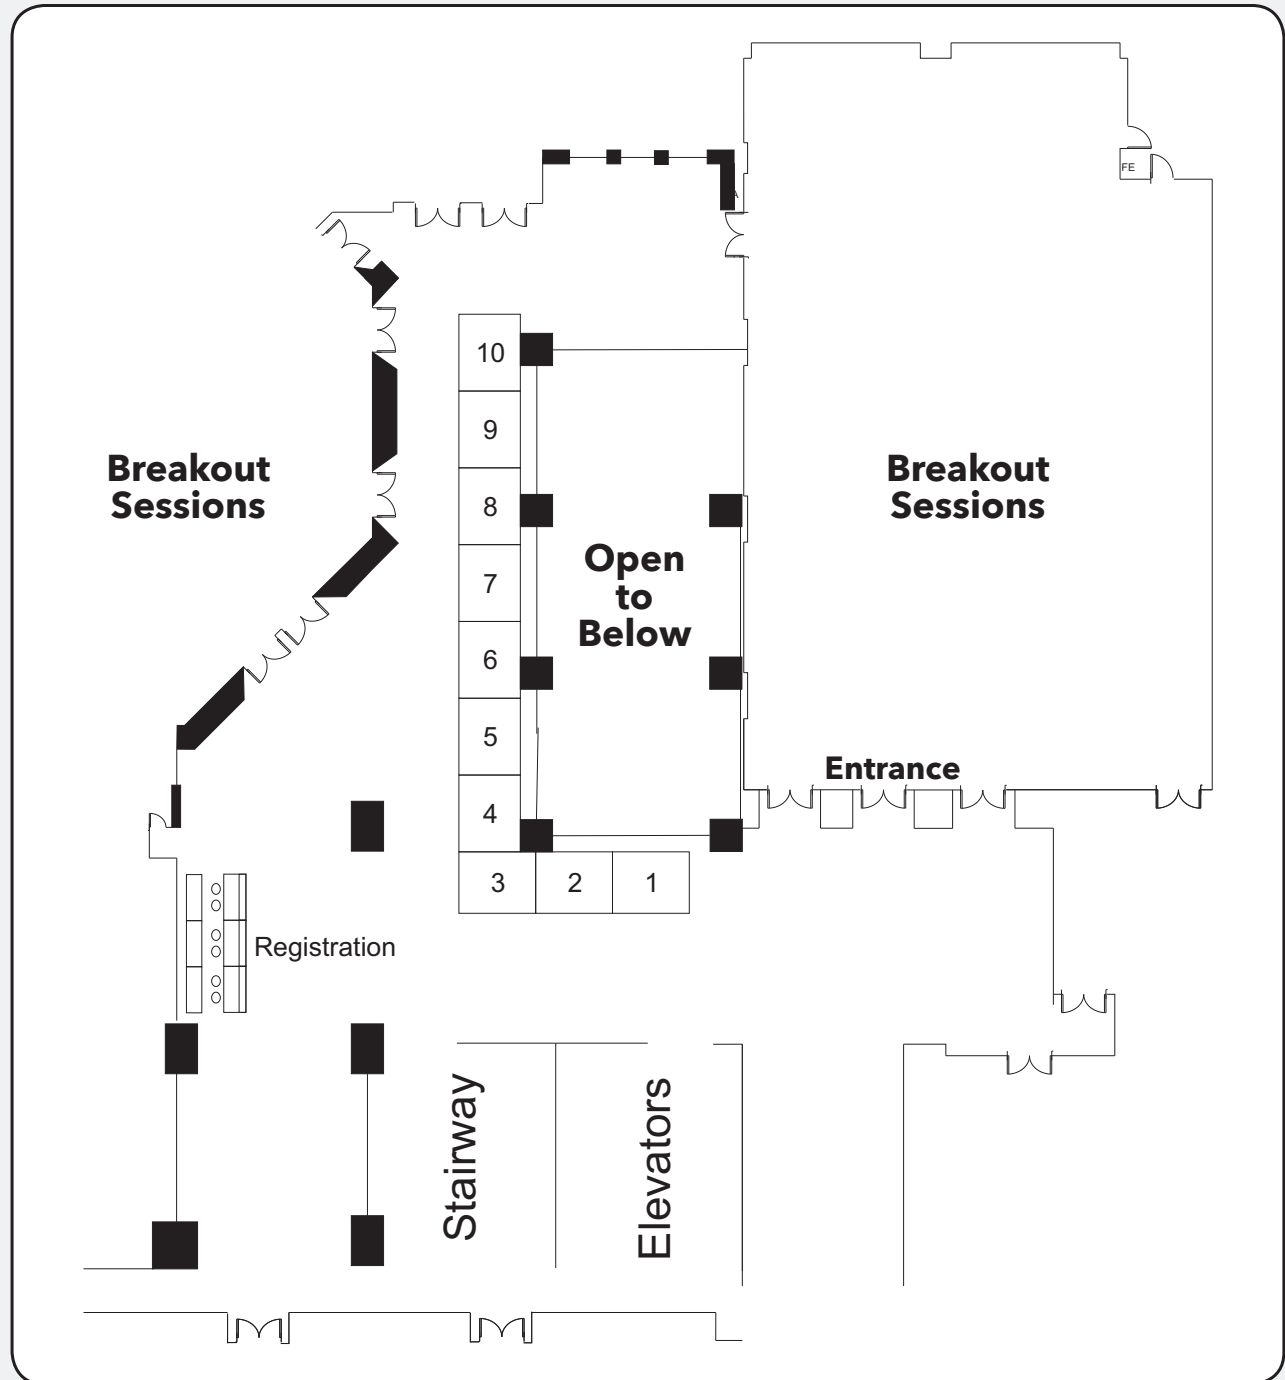 FE
A
10
9
Breakout
Sessions
Breakout
Sessions
8
Open
to
Below
7
6
5
Entrance
4
3 2 1
Registration
Stairway
Elevators